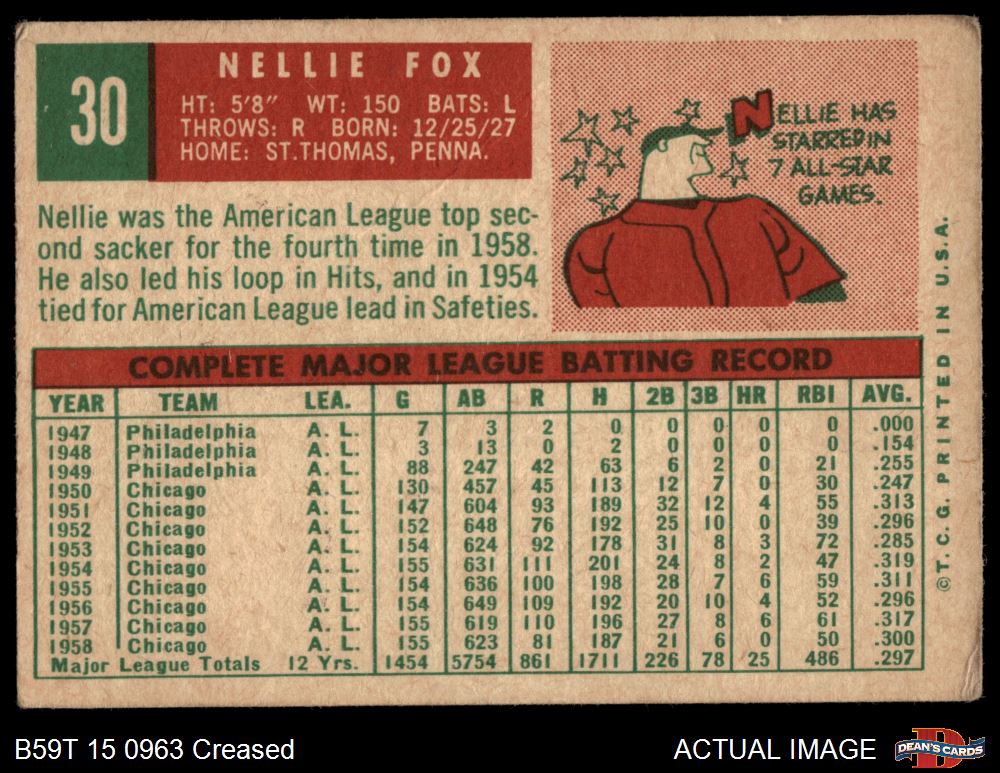 30
NELLIE FOX
HT: 5'8" WT: 150 BATS: L
THROWS: R BORN: 12/25/27
HOME: ST. THOMAS, PENNA.
NELLIE HAS
STARRED IN
7 ALL-STAR
GAMES.
Nellie was the American League top sec-
ond sacker for the fourth time in 1958.
He also led his loop in Hits, and in 1954
tied for American League lead in Safeties.
COMPLETE MAJOR LEAGUE BATTING RECORD
YEAR TEAM LEA. G AB R H 2B 3B HR RBI AVG.
1947 Philadelphia A. L. 7 3 2 0 0 0 0 0 .000
1948 Philadelphia A. L. 3 13 0 2 0 0 0 0 .154
1949 Philadelphia A. L. 88 247 42 63 6 2 0 21 .255
1950 Chicago A. L. 130 457 45 113 12 7 0 30 .247
1951 Chicago A. L. 147 604 93 189 32 12 4 55 .313
1952 Chicago A. L. 152 648 76 192 25 10 0 39 .296
1953 Chicago A. L. 154 624 92 178 31 8 3 72 .285
1954 Chicago A. L. 155 631 111 201 24 8 2 47 .319
1955 Chicago A. L. 154 636 100 198 28 7 6 59 .311
1956 Chicago A. L. 154 649 109 192 20 10 4 52 .296
1957 Chicago A. L. 155 619 110 196 27 8 6 61 .317
1958 Chicago A. L. 155 623 81 187 21 6 0 50 .300
Major League Totals 12 Yrs. 1454 5754 861 1711 226 78 25 486 .297
©T. C. G. PRINTED IN U.S.A.
B59T 15 0963 Creased
ACTUAL IMAGE
D
DEAN'S CARDS